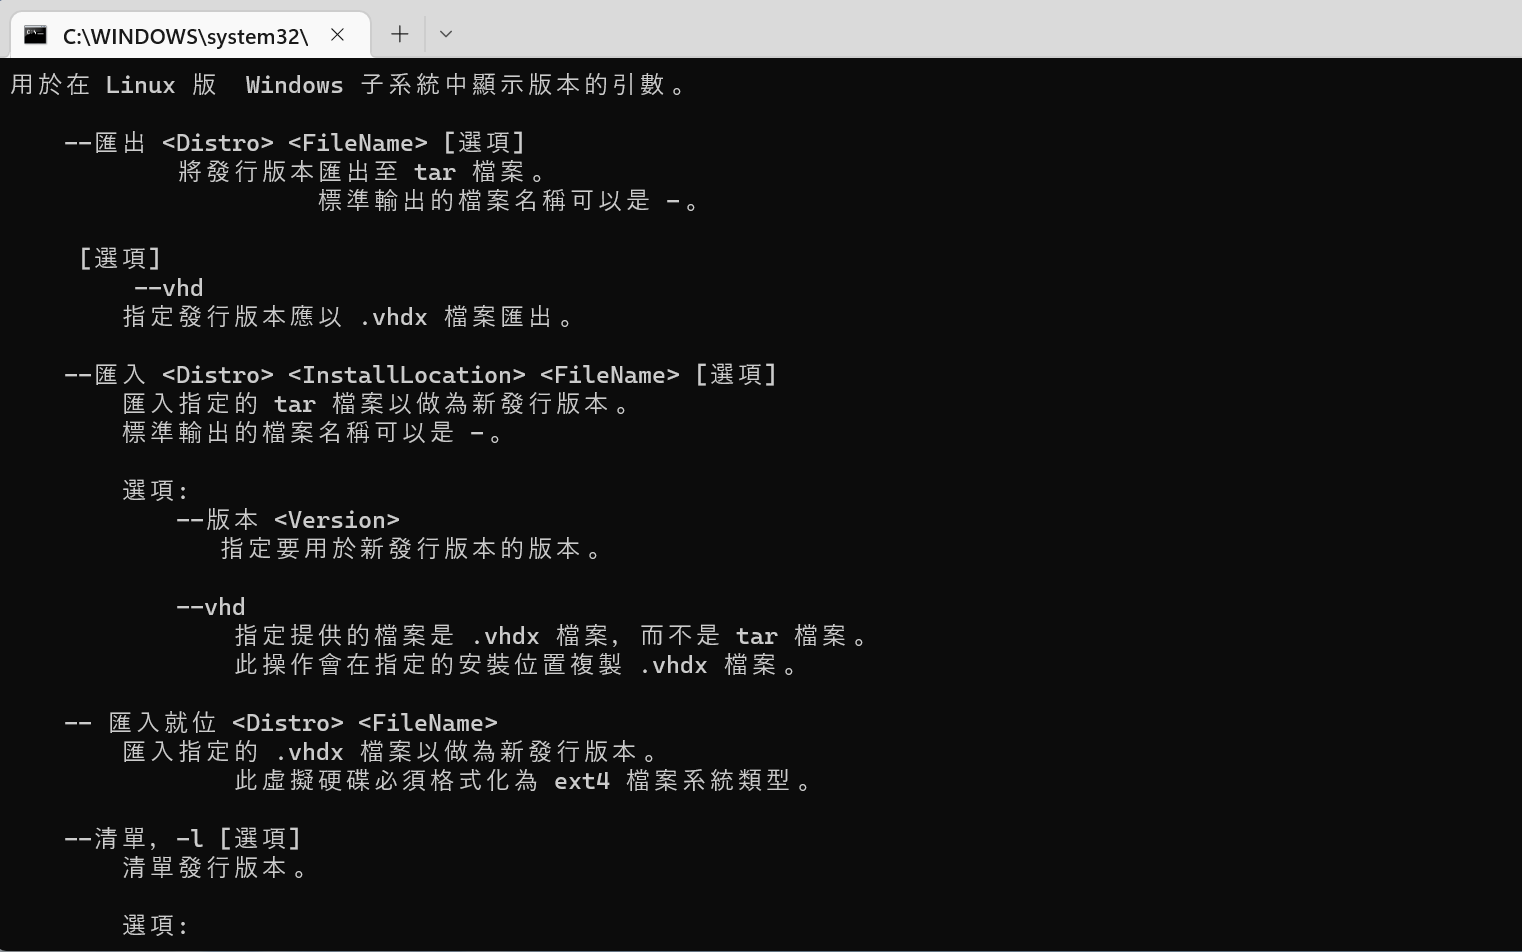 C:\WINDOWS\system32\
用於在 Linux 版  Windows 子系統中顯示版本的引數。
--匯出 <Distro> <FileName> [選項]
將發行版本匯出至 tar 檔案。
標準輸出的檔案名稱可以是 -。
[選項]
--vhd
指定發行版本應以 .vhdx 檔案匯出。
--匯入 <Distro> <InstallLocation> <FileName> [選項]
匯入指定的 tar 檔案以做為新發行版本。
標準輸出的檔案名稱可以是 -。
選項:
--版本 <Version>
指定要用於新發行版本的版本。
--vhd
指定提供的檔案是 .vhdx 檔案, 而不是 tar 檔案。
此操作會在指定的安裝位置複製 .vhdx 檔案。
-- 匯入就位 <Distro> <FileName>
匯入指定的 .vhdx 檔案以做為新發行版本。
此虛擬硬碟必須格式化為 ext4 檔案系統類型。
--清單, -l [選項]
清單發行版本。
選項: